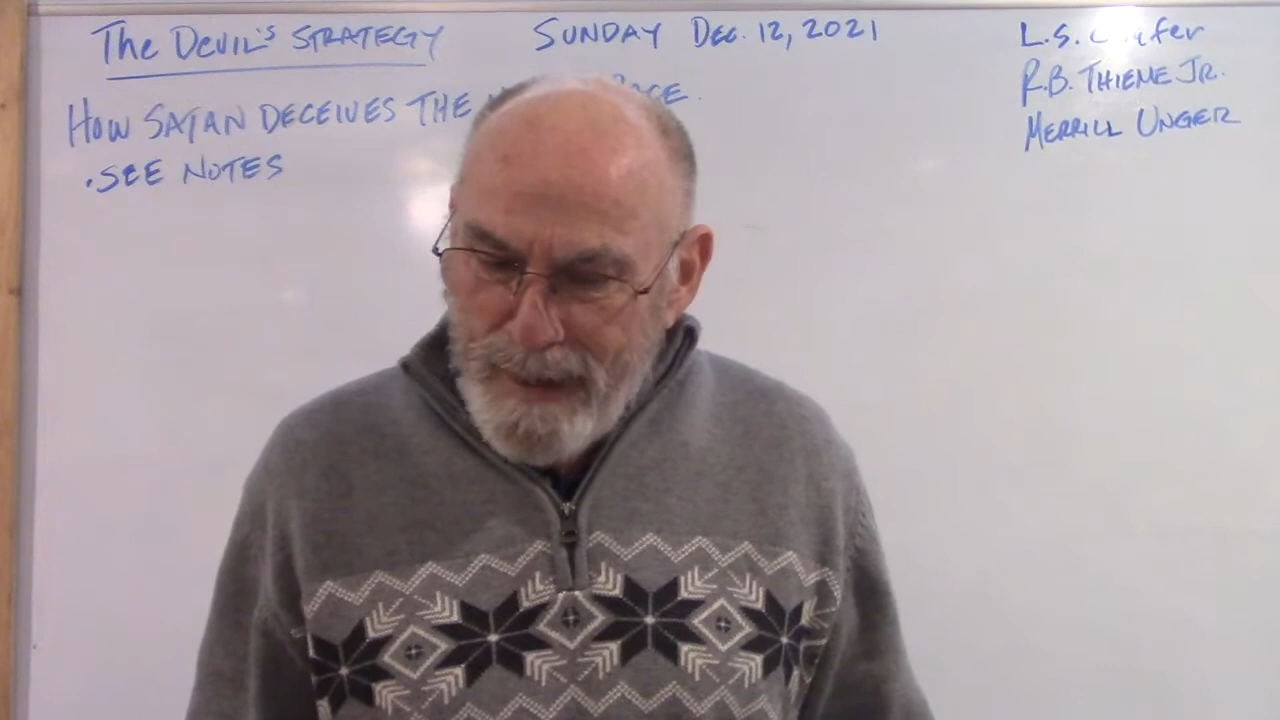 The DEVIL'S STRATEGY
SUNDAY DEC. 12, 2021
HOW SATAN DECEIVES THE
• SEE NOTES
L.S.
R.B. THIEME JR.
MERRILL UNGER